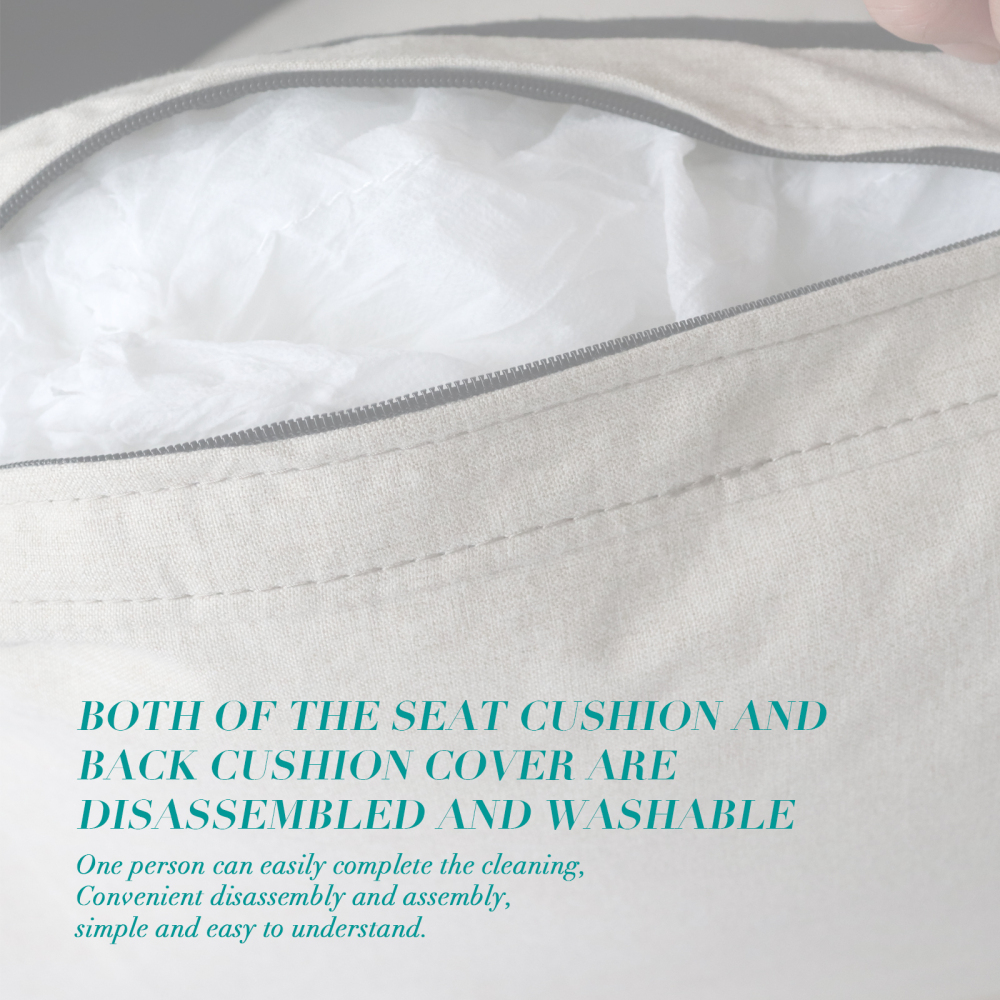 BOTH OF THE SEAT CUSHION AND
BACK CUSHION COVER ARE
DISASSEMBLED AND WASHABLE
One person can easily complete the cleaning,
Convenient disassembly and assembly,
simple and easy to understand.